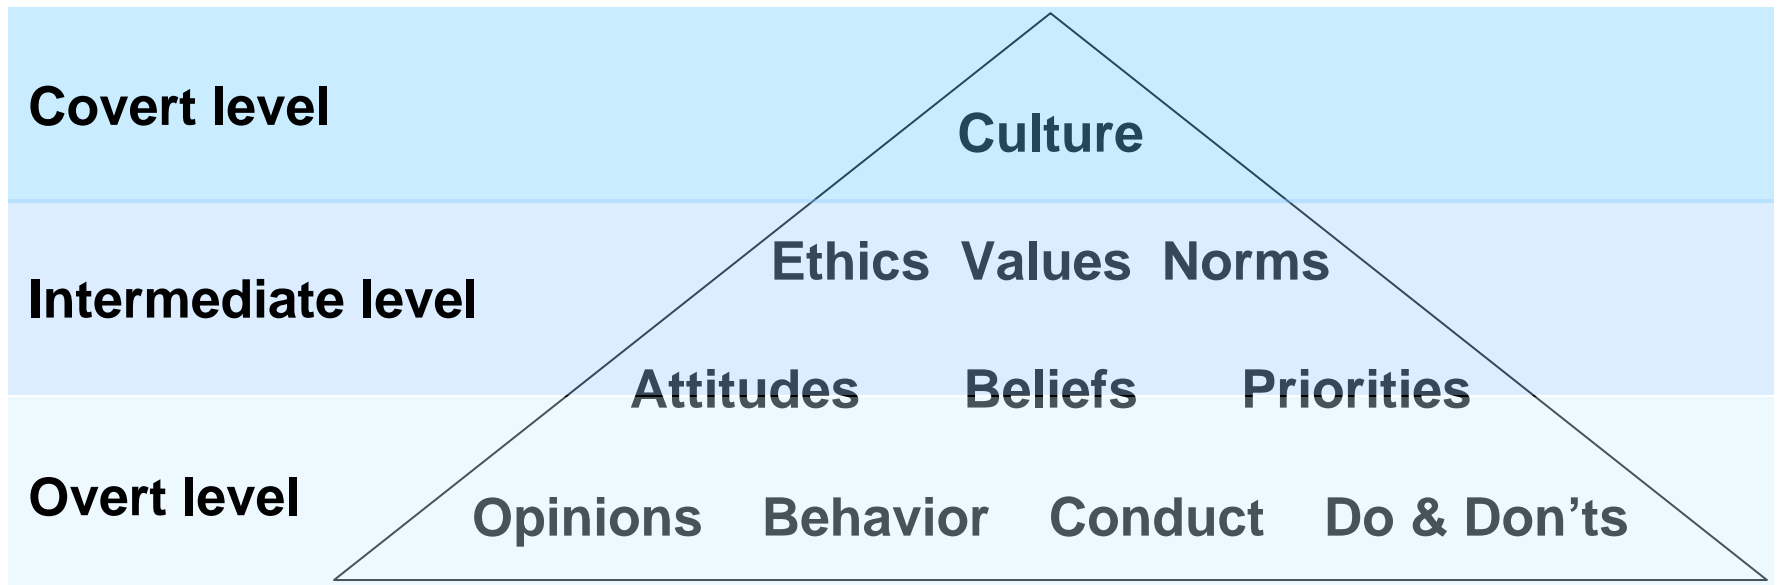 Covert level
Culture
Ethics Values Norms
Intermediate level
Attitudes Beliefs Priorities
Overt level
Opinions Behavior Conduct Do & Don’ts